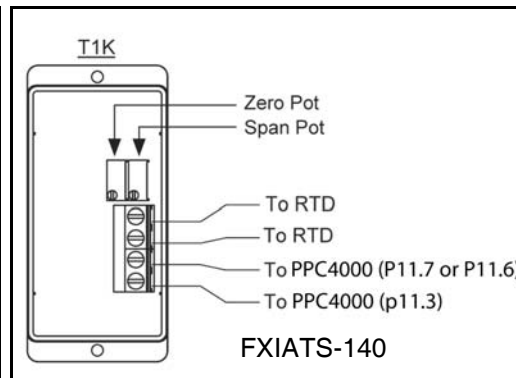 T1K
Zero Pot
Span Pot
To RTD
To RTD
To PPC4000 (P11.7 or P11.6)
To PPC4000 (p11.3)
FXIATS-140